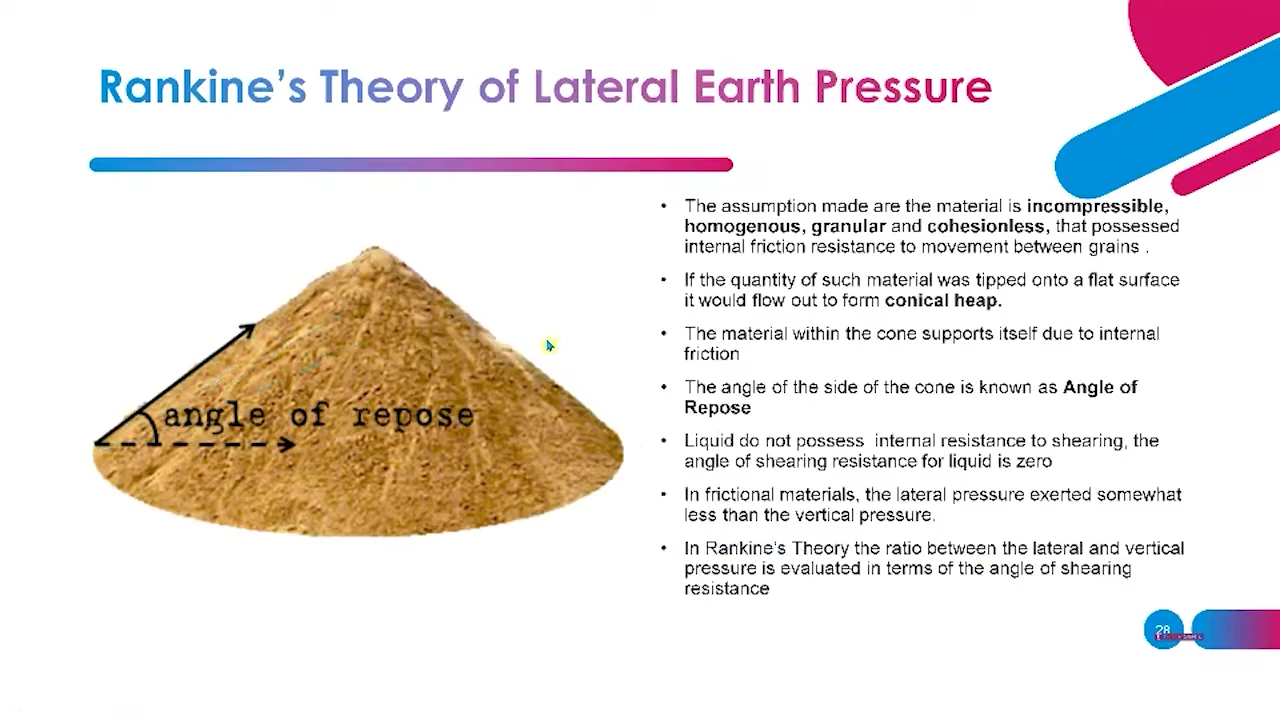 Rankine's Theory of Lateral Earth Pressure
• The assumption made are the material is incompressible,
homogenous, granular and cohesionless, that possessed
internal friction resistance to movement between grains .
• If the quantity of such material was tipped onto a flat surface
it would flow out to form conical heap.
• The material within the cone supports itself due to internal
friction
• The angle of the side of the cone is known as Angle of
Repose
• Liquid do not possess internal resistance to shearing, the
angle of shearing resistance for liquid is zero
• In frictional materials, the lateral pressure exerted somewhat
less than the vertical pressure.
• In Rankine's Theory the ratio between the lateral and vertical
pressure is evaluated in terms of the angle of shearing
resistance
angle of repose
28